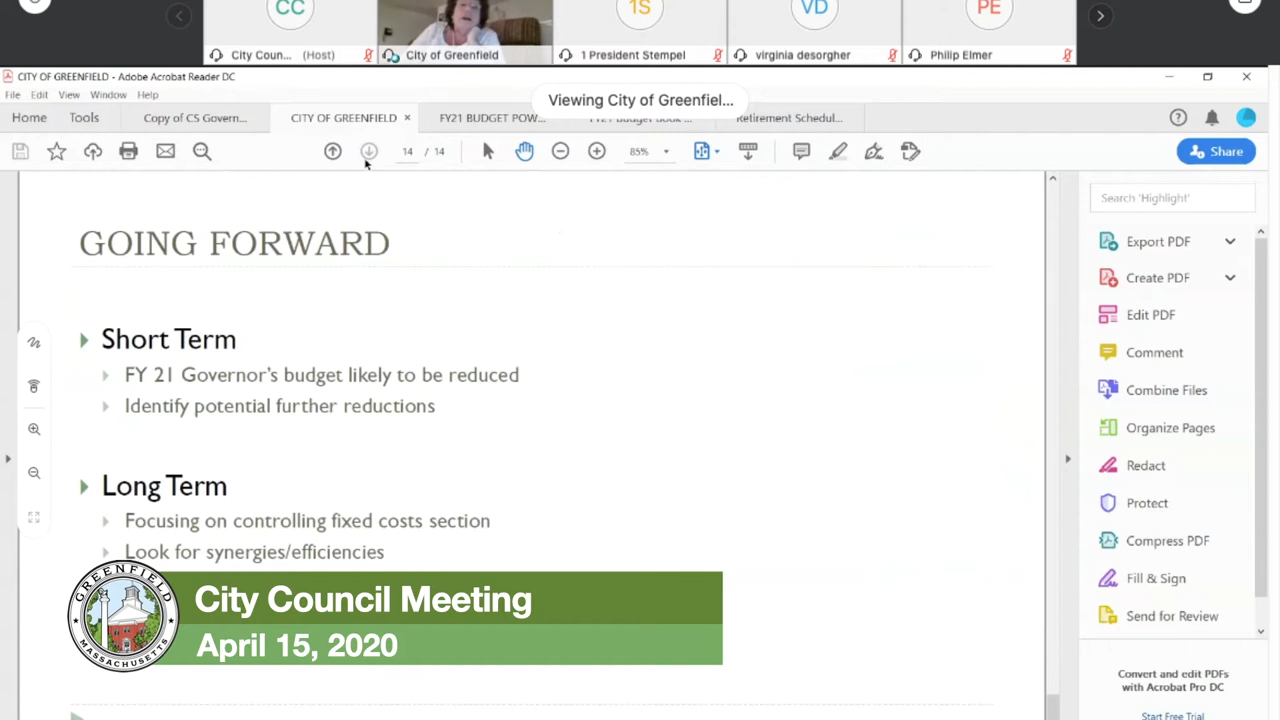 CC
1S
VD
PE
City Coun... (Host)
City of Greenfield
1 President Stempel
virginia desorgher
Philip Elmer
CITY OF GREENFIELD - Adobe Acrobat Reader DC
Viewing City of Greenfiel...
File Edit View Window Help
Home Tools Copy of CS Govern... CITY OF GREENFIELD × FY21 BUDGET POW... FY21 Budget Book ... Retirement Schedul...
14 / 14 85% Share
GOING FORWARD
Short Term
FY 21 Governor's budget likely to be reduced
Identify potential further reductions
Long Term
Focusing on controlling fixed costs section
Look for synergies/efficiencies
GREENFIELD
MASSACHUSETTS
City Council Meeting
April 15, 2020
Search 'Highlight'
Export PDF
Create PDF
Edit PDF
Comment
Combine Files
Organize Pages
Redact
Protect
Compress PDF
Fill & Sign
Send for Review
Convert and edit PDFs
with Acrobat Pro DC
Start Free Trial